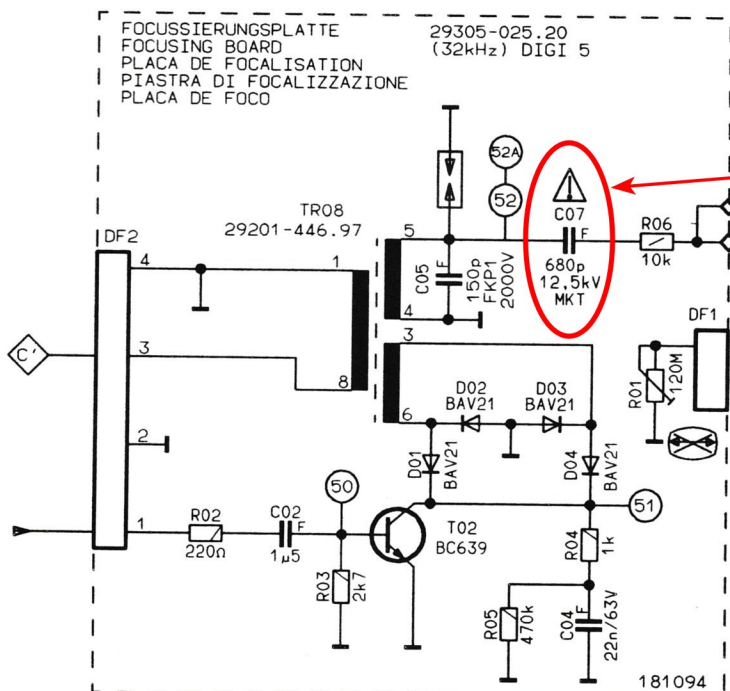 FOCUSSIERUNGSPLATTE
FOCUSING BOARD
PLACA DE FOCALISATION
PIASTRA DI FOCALIZZAZIONE
PLACA DE FOCO
29305-025.20
(32kHz) DIGI 5
52A
52
C07
F
680p
12.5kV
MKT
R06
10k
TR08
29201-446.97
DF2
4
1
5
C05
F
150p
FKP1
2000V
4
DF1
C'
3
8
3
R01
120M
6
D02
BAV21
D03
BAV21
2
D01
BAV21
D04
BAV21
50
51
1
R02
220Ω
C02
F
1µ5
T02
BC639
R03
2k7
R04
1k
R05
470k
C04
F
22n/63V
181094